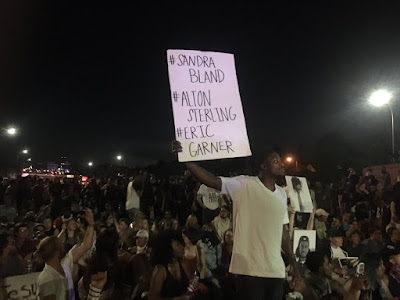 #SANDRA
BLAND
#ALTON
STERLING
#ERIC
GARNER